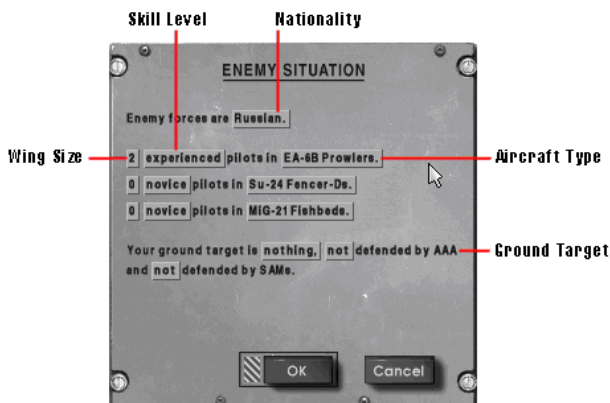 Skill Level
Nationality
ENEMY SITUATION
Enemy forces are Russian.
Wing Size
2 experienced pilots in EA-6B Prowlers.
Aircraft Type
0 novice pilots in Su-24 Fencer-Ds.
0 novice pilots in MiG-21 Fishbeds.
Your ground target is nothing, not defended by AAA
Ground Target
and not defended by SAMs.
OK
Cancel